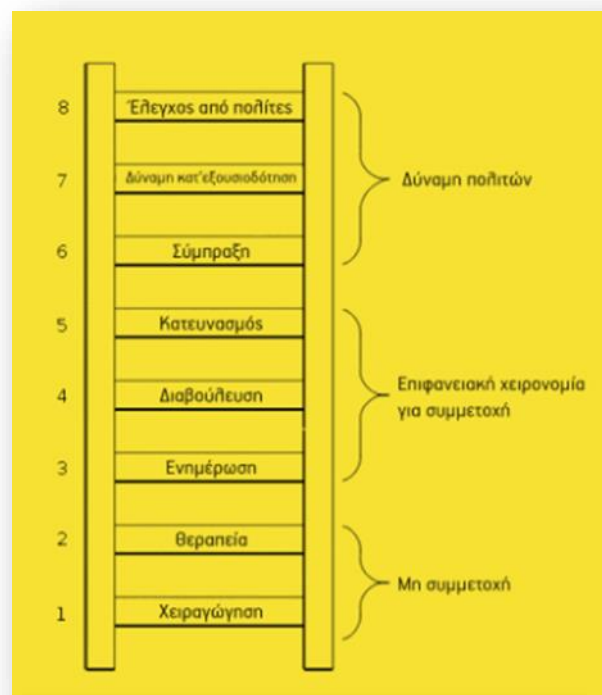 8 Έλεγχος από πολίτες
7 Δύναμη κατ'εξουσιοδότηση
Δύναμη πολιτών
6 Σύμπραξη
5 Κατευνασμός
4 Διαβούλευση
Επιφανειακή χειρονομία
για συμμετοχή
3 Ενημέρωση
2 Θεραπεία
Μη συμμετοχή
1 Χειραγώγηση